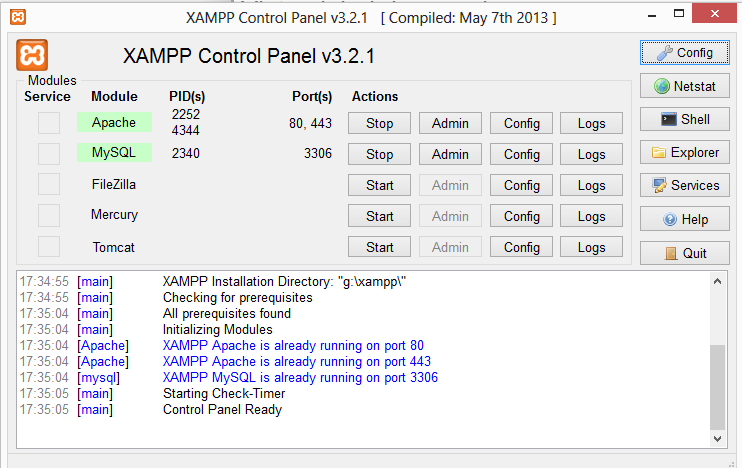 XAMPP Control Panel v3.2.1 [ Compiled: May 7th 2013 ]
XAMPP Control Panel v3.2.1
Config
Modules
Service Module PID(s) Port(s) Actions
Netstat
Apache 2252 4344 80, 443 Stop Admin Config Logs
Shell
MySQL 2340 3306 Stop Admin Config Logs
Explorer
FileZilla Start Admin Config Logs
Services
Mercury Start Admin Config Logs
Help
Tomcat Start Admin Config Logs
Quit
17:34:55 [main] XAMPP Installation Directory: "g:\xampp\"
17:34:55 [main] Checking for prerequisites
17:35:04 [main] All prerequisites found
17:35:04 [main] Initializing Modules
17:35:04 [Apache] XAMPP Apache is already running on port 80
17:35:04 [Apache] XAMPP Apache is already running on port 443
17:35:04 [mysql] XAMPP MySQL is already running on port 3306
17:35:05 [main] Starting Check-Timer
17:35:05 [main] Control Panel Ready